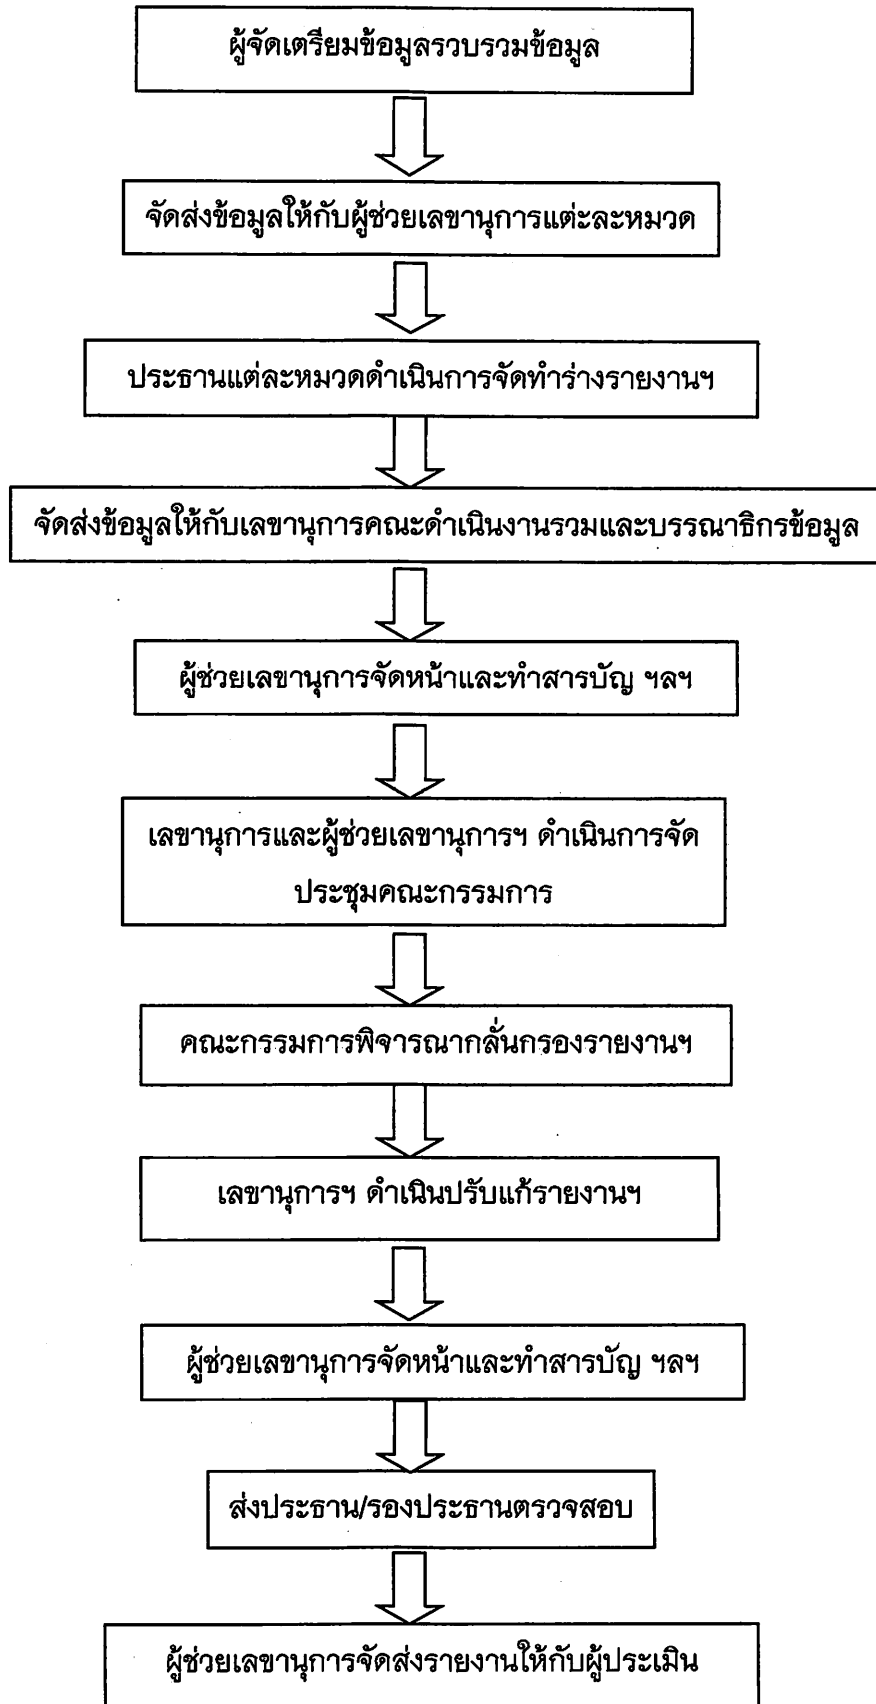 ผู้จัดเตรียมข้อมูลรวบรวมข้อมูล
จัดส่งข้อมูลให้กับผู้ช่วยเลขานุการแต่ะละหมวด
ประธานแต่ละหมวดดำเนินการจัดทำร่างรายงานฯ
จัดส่งข้อมูลให้กับเลขานุการคณะดำเนินงานรวมและบรรณาธิกรข้อมูล
ผู้ช่วยเลขานุการจัดหน้าและทำสารบัญ ฯลฯ
เลขานุการและผู้ช่วยเลขานุการฯ ดำเนินการจัด
ประชุมคณะกรรมการ
คณะกรรมการพิจารณากลั่นกรองรายงานฯ
เลขานุการฯ ดำเนินปรับแก้รายงานฯ
ผู้ช่วยเลขานุการจัดหน้าและทำสารบัญ ฯลฯ
ส่งประธาน/รองประธานตรวจสอบ
ผู้ช่วยเลขานุการจัดส่งรายงานให้กับผู้ประเมิน